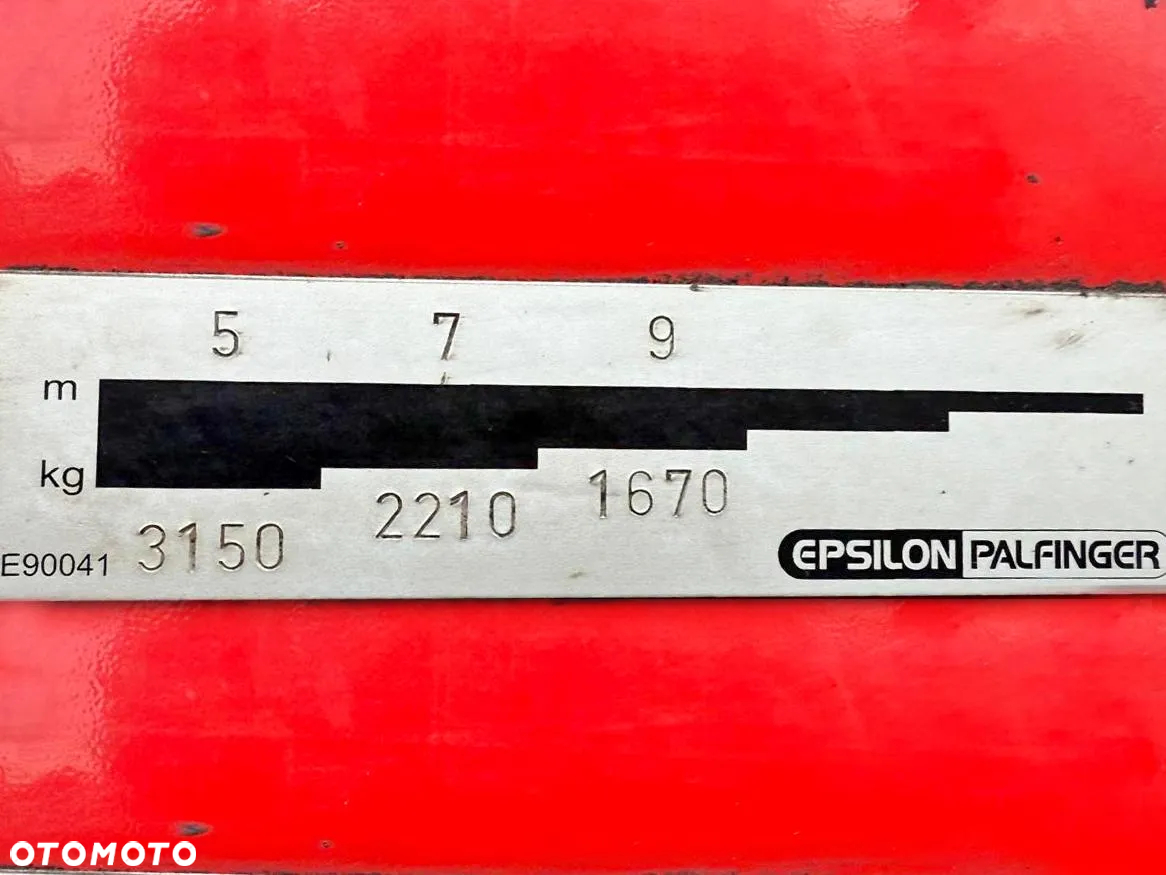 5 7 9
m
kg
3150 2210 1670
E90041
EPSILON PALFINGER
OTOMOTO